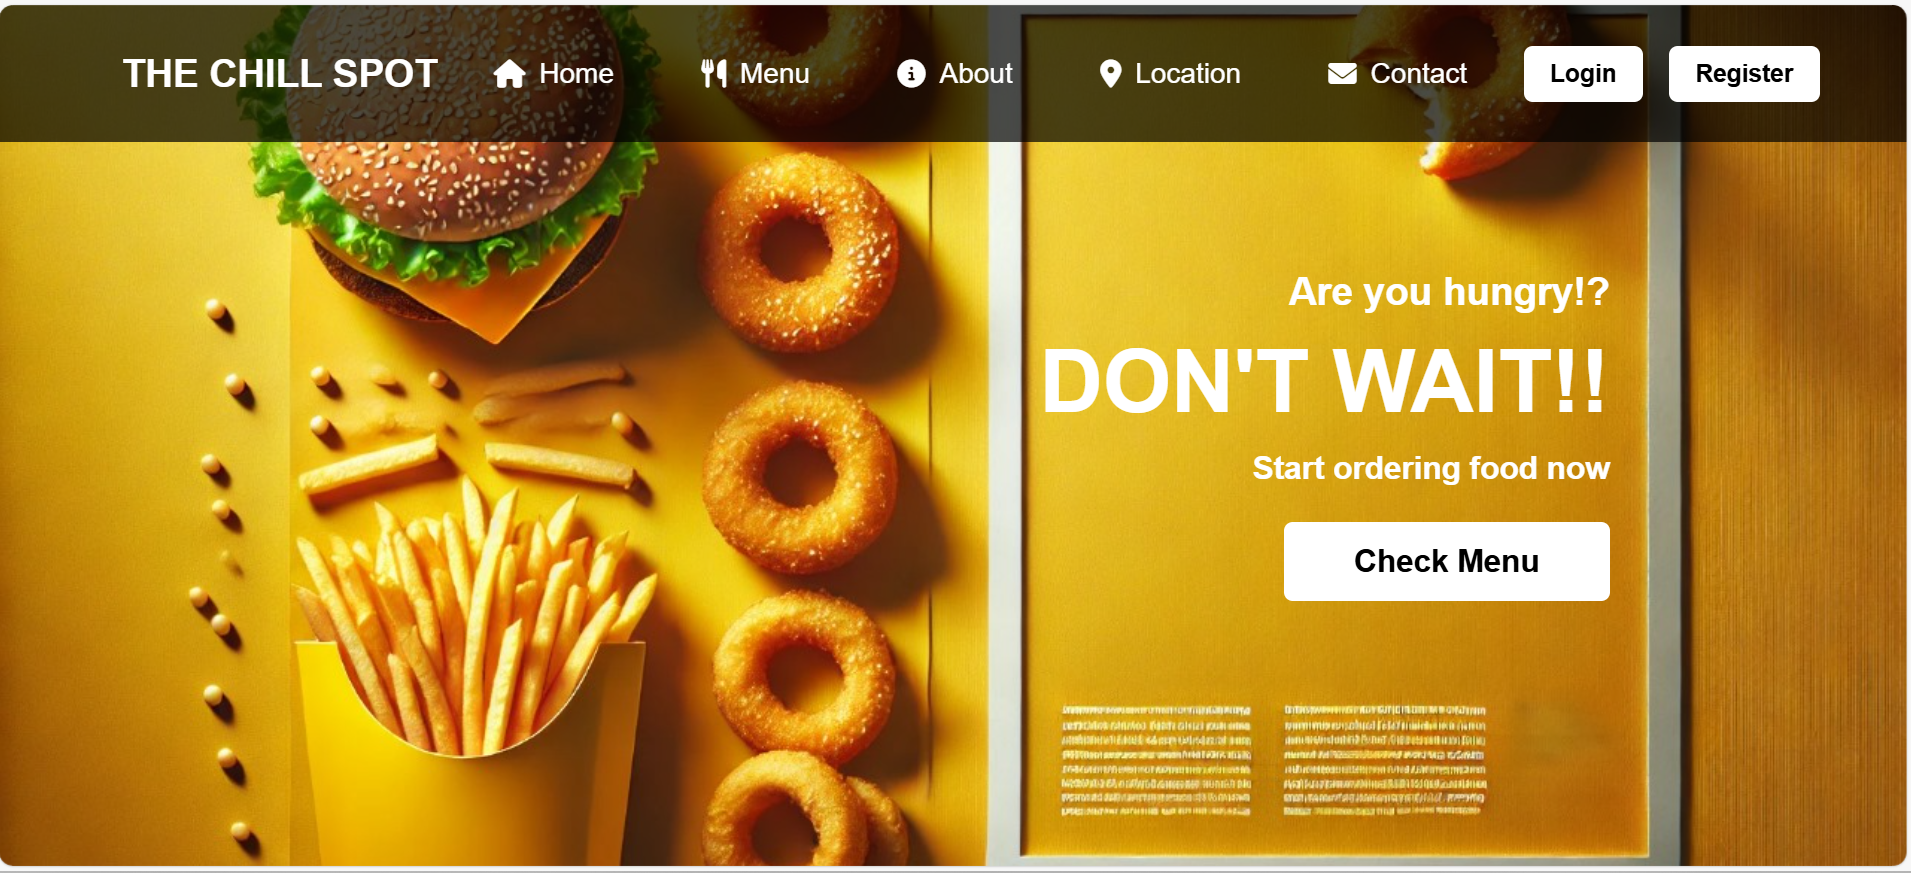 THE CHILL SPOT Home Menu About Location Contact Login Register
Are you hungry!?
DON'T WAIT!!
Start ordering food now
Check Menu